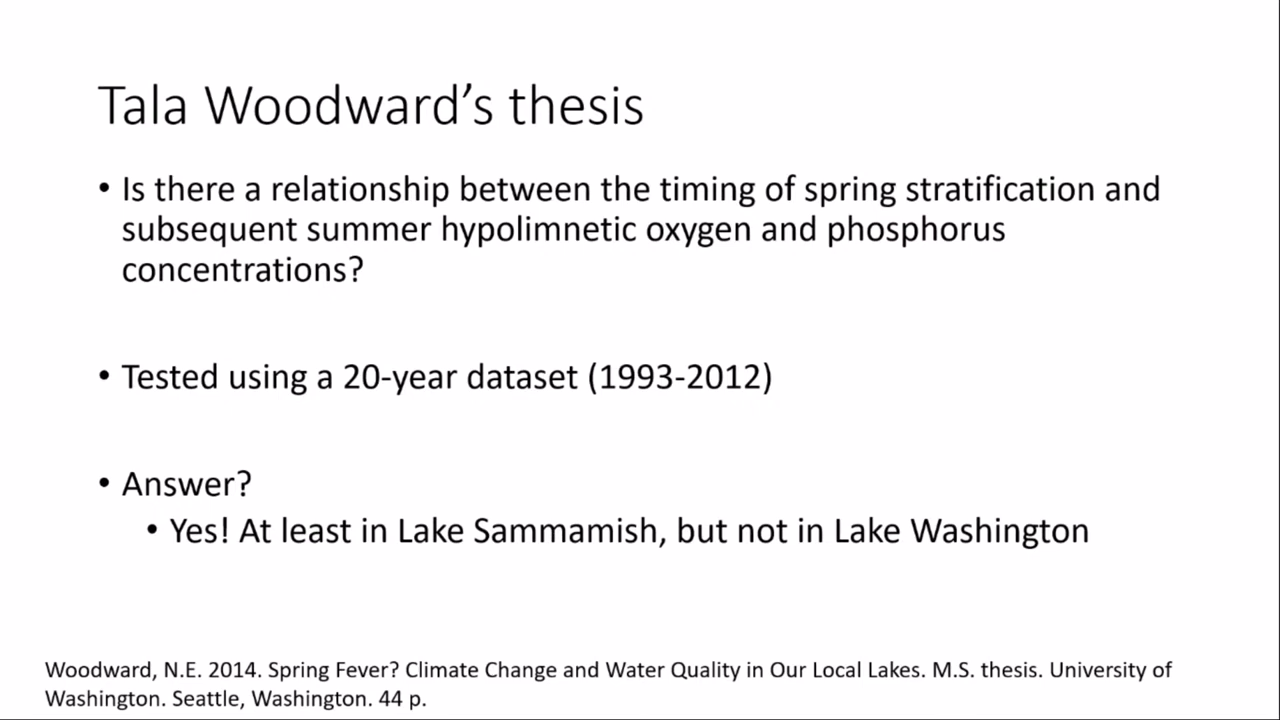 Tala Woodward’s thesis
• Is there a relationship between the timing of spring stratification and
subsequent summer hypolimnetic oxygen and phosphorus
concentrations?
• Tested using a 20-year dataset (1993-2012)
• Answer?
• Yes! At least in Lake Sammamish, but not in Lake Washington
Woodward, N.E. 2014. Spring Fever? Climate Change and Water Quality in Our Local Lakes. M.S. thesis. University of
Washington. Seattle, Washington. 44 p.